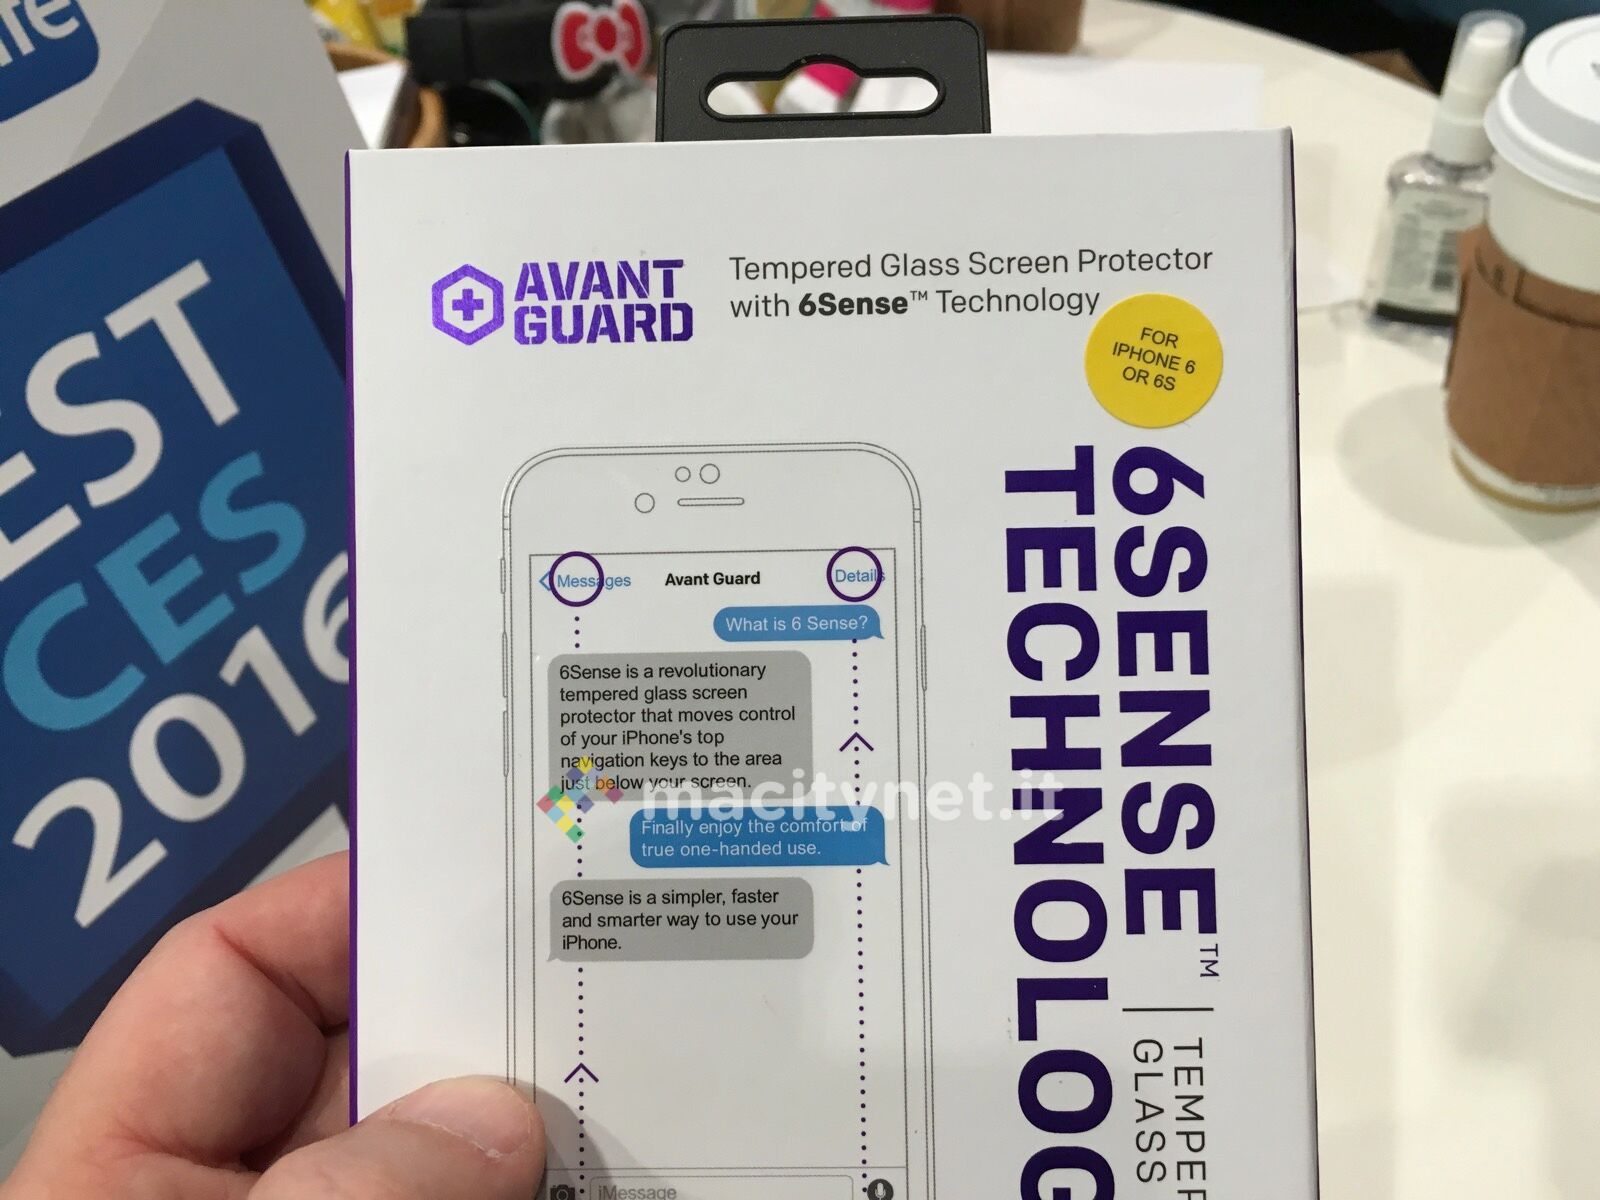 AVANT
GUARD
Tempered Glass Screen Protector
with 6Sense™ Technology
FOR
IPHONE 6
OR 6S
Messages
Avant Guard
Details
What is 6 Sense?
6Sense is a revolutionary
tempered glass screen
protector that moves control
of your iPhone's top
navigation keys to the area
just below your screen.
macitynet.it
Finally enjoy the comfort of
true one-handed use.
6Sense is a simpler, faster
and smarter way to use your
iPhone.
iMessage
6SENSE™
TECHNOLOG
TEMPER
GLASS
EST
CES
2016